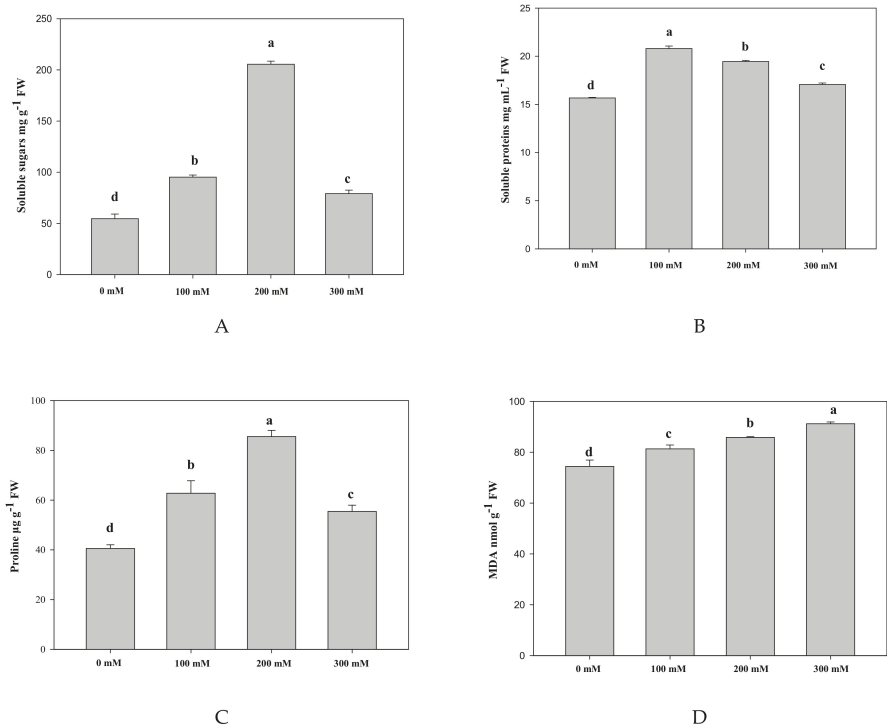 Soluble sugars mg g-1 FW
250
200
150
100
50
0
d
b
a
c
0 mM 100 mM 200 mM 300 mM
A
Soluble proteins mg mL-1 FW
25
20
15
10
5
0
d
a
b
c
0 mM 100 mM 200 mM 300 mM
B
Proline µg g-1 FW
100
80
60
40
20
0
d
b
a
c
0 mM 100 mM 200 mM 300 mM
C
MDA nmol g-1 FW
100
80
60
40
20
0
d
c
b
a
0 mM 100 mM 200 mM 300 mM
D